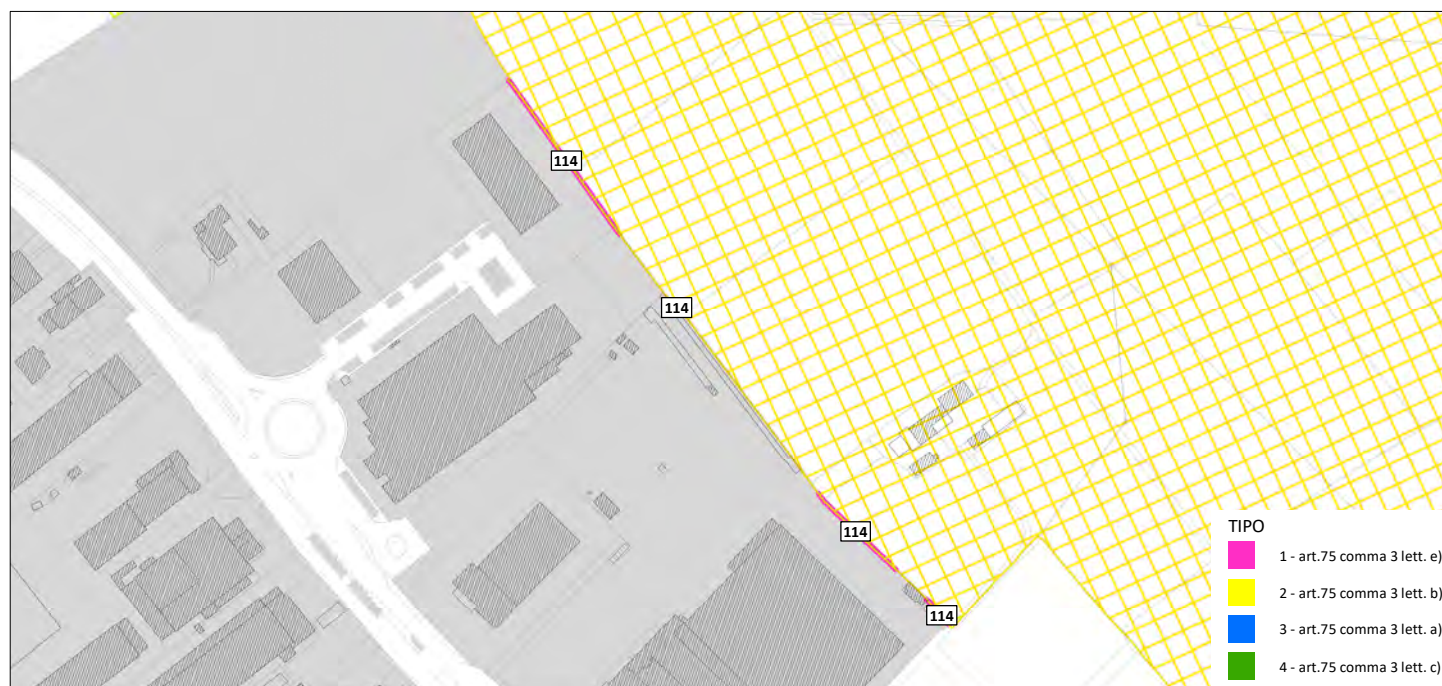 114
114
114
114
TIPO
1 - art.75 comma 3 lett. e)
2 - art.75 comma 3 lett. b)
3 - art.75 comma 3 lett. a)
4 - art.75 comma 3 lett. c)